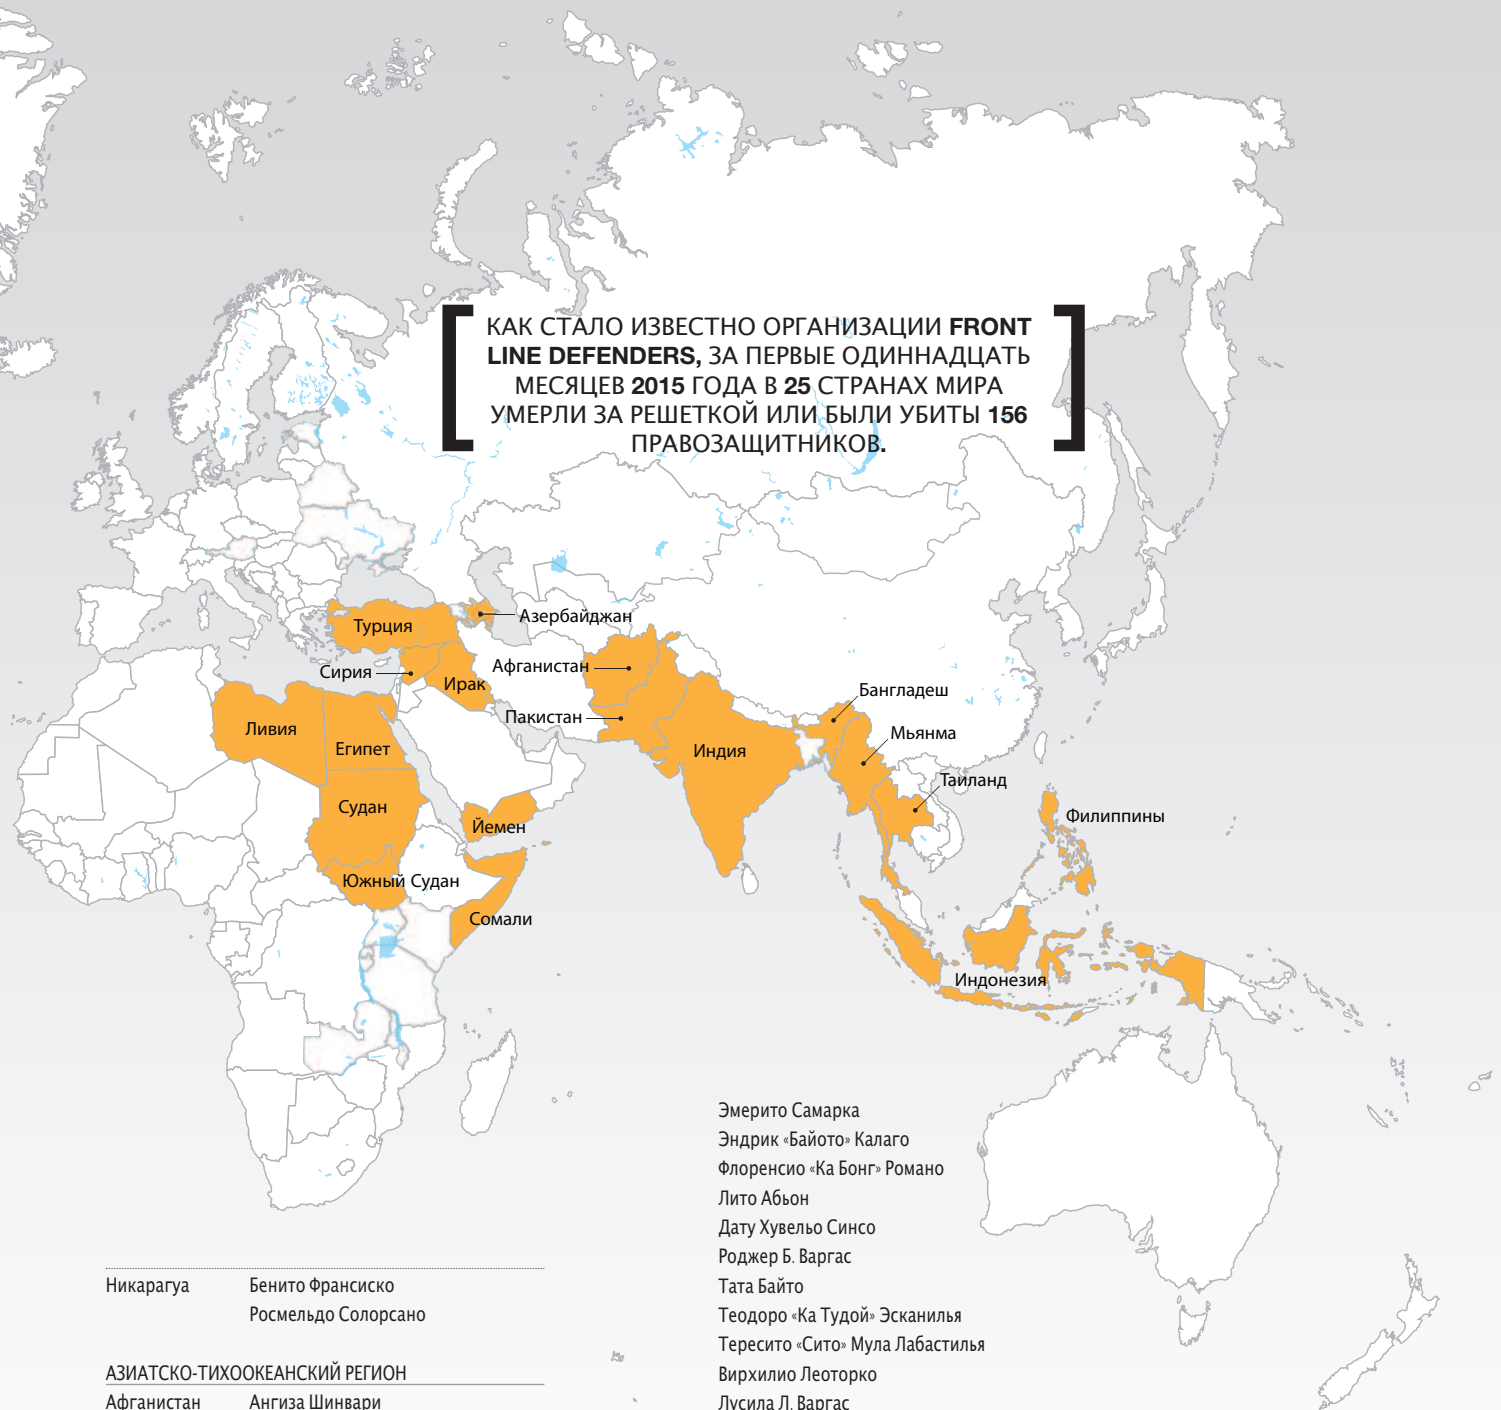 КАК СТАЛО ИЗВЕСТНО ОРГАНИЗАЦИИ FRONT
LINE DEFENDERS, ЗА ПЕРВЫЕ ОДИННАДЦАТЬ
МЕСЯЦЕВ 2015 ГОДА В 25 СТРАНАХ МИРА
УМЕРЛИ ЗА РЕШЕТКОЙ ИЛИ БЫЛИ УБИТЫ 156
ПРАВОЗАЩИТНИКОВ.
Азербайджан
Турция
Сирия
Ирак
Афганистан
Пакистан
Ливия
Египет
Индия
Бангладеш
Мьянма
Таиланд
Филиппины
Судан
Йемен
Южный Судан
Сомали
Индонезия
Никарагуа Бенито Франсиско
Росмельдо Солорсано
АЗИАТСКО-ТИХООКЕАНСКИЙ РЕГИОН
Афганистан Ангиза Шинвари
Эмерито Самарка
Эндрик «Байото» Калаго
Флоренсио «Ка Бонг» Романо
Лито Абьон
Дату Хувельо Синсо
Роджер Б. Варгас
Тата Байто
Теодоро «Ка Тудой» Эсканилья
Тересито «Сито» Мула Лабастилья
Вирхилио Леоторко
Лусила Л. Варгас